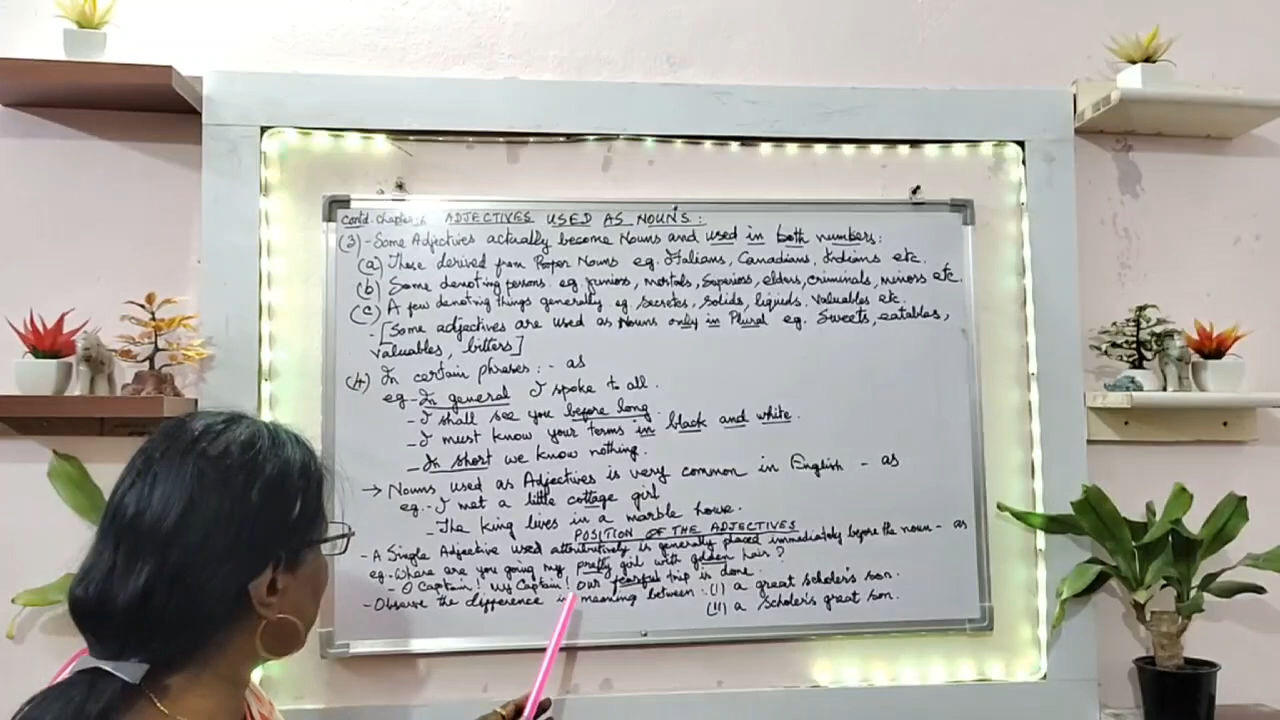 Contd. Chapter: 6 ADJECTIVES USED AS NOUNS:
(3) - Some Adjectives actually become Nouns and used in both numbers:
(a) These derived from Proper Nouns eg. Italians, Canadians, Indians etc.
(b) Some denoting persons. eg. juniors, mortals, superiors, elders, criminals, minors etc.
(c) A few denoting things generally eg. Secretes, solids, liquids, valuables etc.
- [Some adjectives are used as Nouns only in Plural eg. Sweets, eatables,
valuables, bitters]
(4) In certain phrases: - as
eg - In general I spoke to all.
- I shall see you before long.
- I must know your terms in black and white.
- In short we know nothing.
→ Nouns used as Adjectives is very common in English - as
eg. - I met a little cottage girl
- The king lives in a marble house.
POSITION OF THE ADJECTIVES
- A Single Adjective used attributively is generally placed immediately before the noun - as
eg - Where are you going my pretty girl with golden hair?
- O Captain! My Captain! Our fearful trip is done.
- Observe the difference in meaning between :- (i) a great scholer's son.
(ii) a scholer's great son.